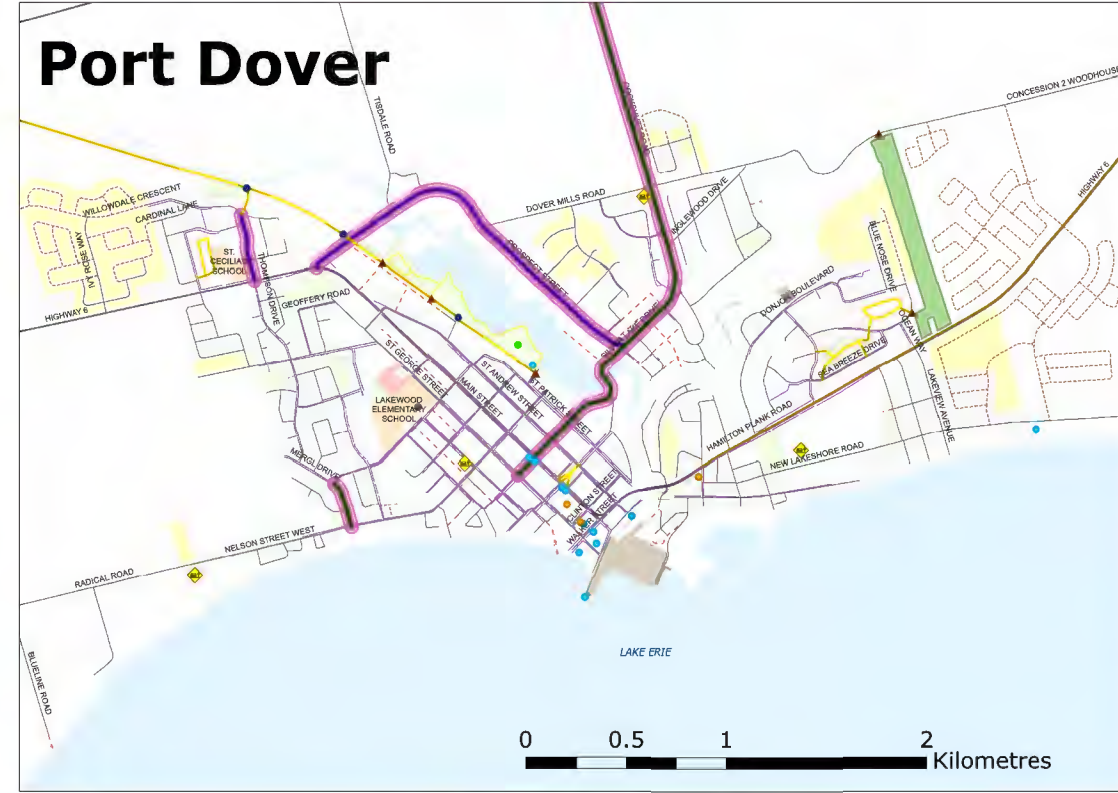 Port Dover
CONCESSION 2 WOODHOUSE
TISDALE ROAD
HIGHWAY 6
WILLOWDALE CRESCENT
CARDINAL LANE
DOVER MILLS ROAD
INGLEWOOD DRIVE
IVY ROSE WAY
ST.
CECILIA'S
SCHOOL
THOMPSON DRIVE
PROSPECT STREET
BLUE NOSE DRIVE
DONJON BOULEVARD
GEOFFERY ROAD
HIGHWAY 6
OCEAN WAY
SEA BREEZE DRIVE
ST GEORGE STREET
MAIN STREET
ST ANDREW STREET
ST PATRICK STREET
LAKEWOOD
ELEMENTARY
SCHOOL
LAKEVIEW AVENUE
HAMILTON PLANK ROAD
NEW LAKESHORE ROAD
MERGL DRIVE
CLINTON STREET
WALKER STREET
NELSON STREET WEST
RADICAL ROAD
BLUELINE ROAD
LAKE ERIE
0 0.5 1 2
Kilometres